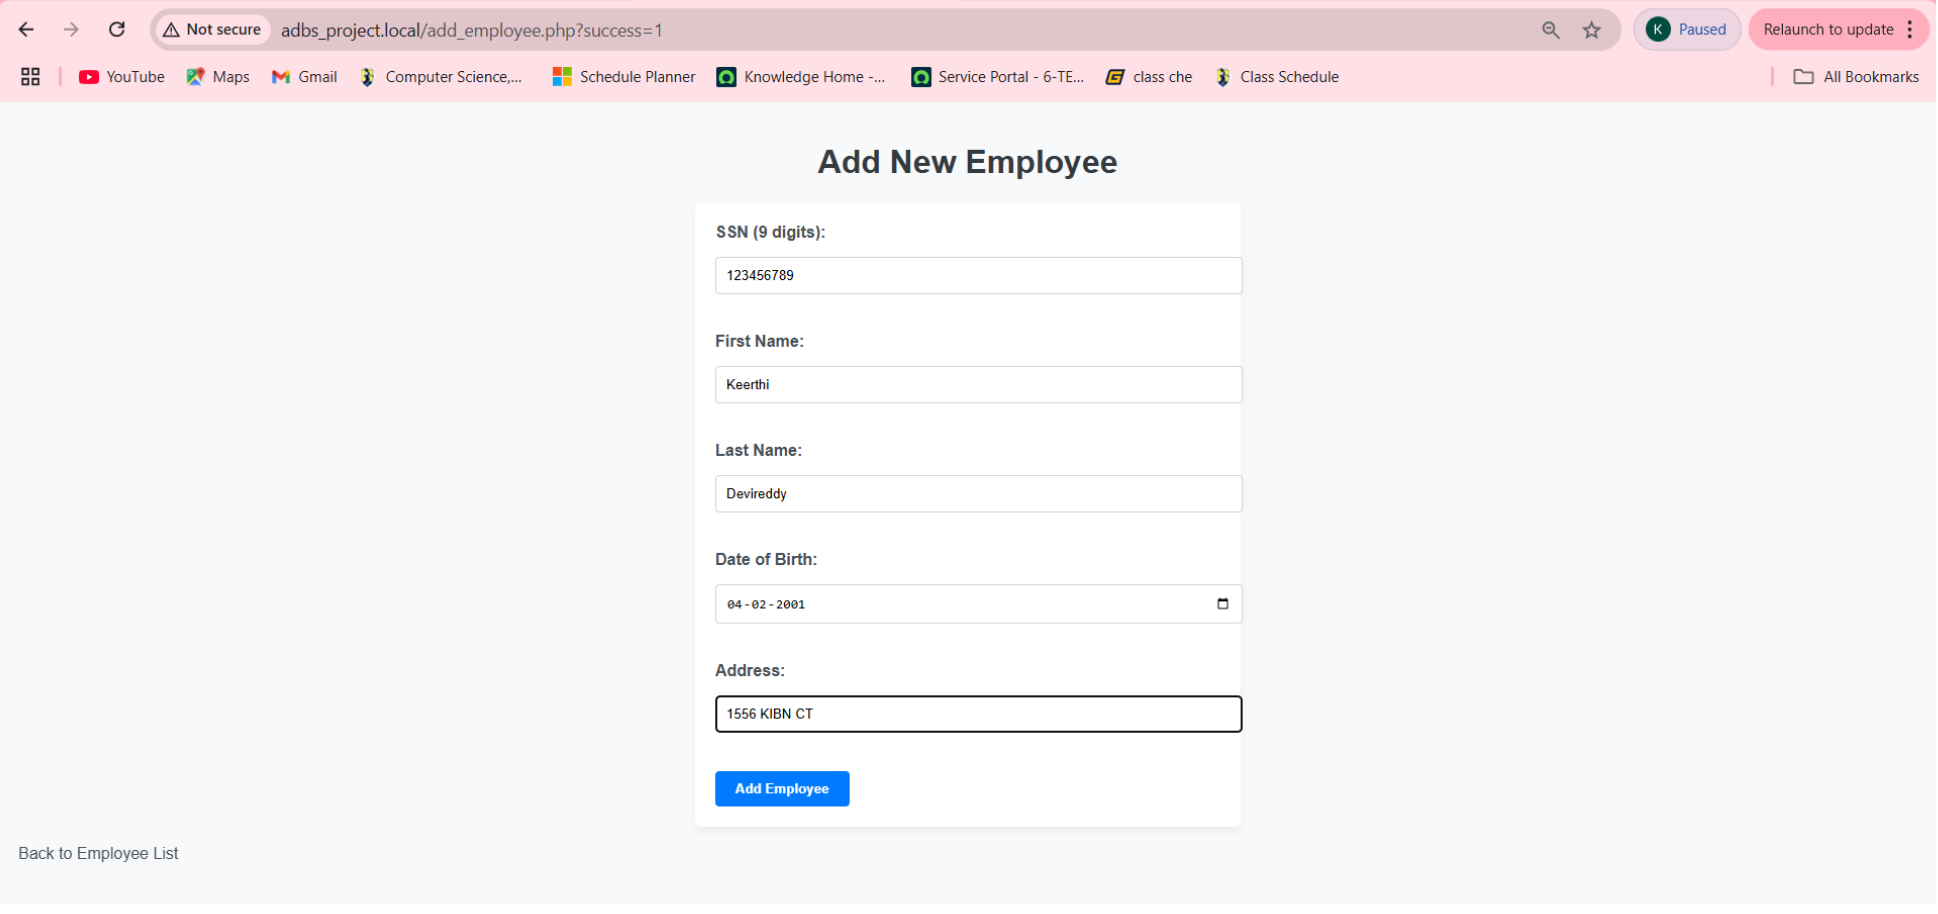 Not secure adbs_project.local/add_employee.php?success=1 K Paused Relaunch to update
YouTube Maps Gmail Computer Science,... Schedule Planner Knowledge Home -... Service Portal - 6-TE... class che Class Schedule All Bookmarks
Add New Employee
SSN (9 digits):
123456789
First Name:
Keerthi
Last Name:
Devireddy
Date of Birth:
04-02-2001
Address:
1556 KIBN CT
Add Employee
Back to Employee List